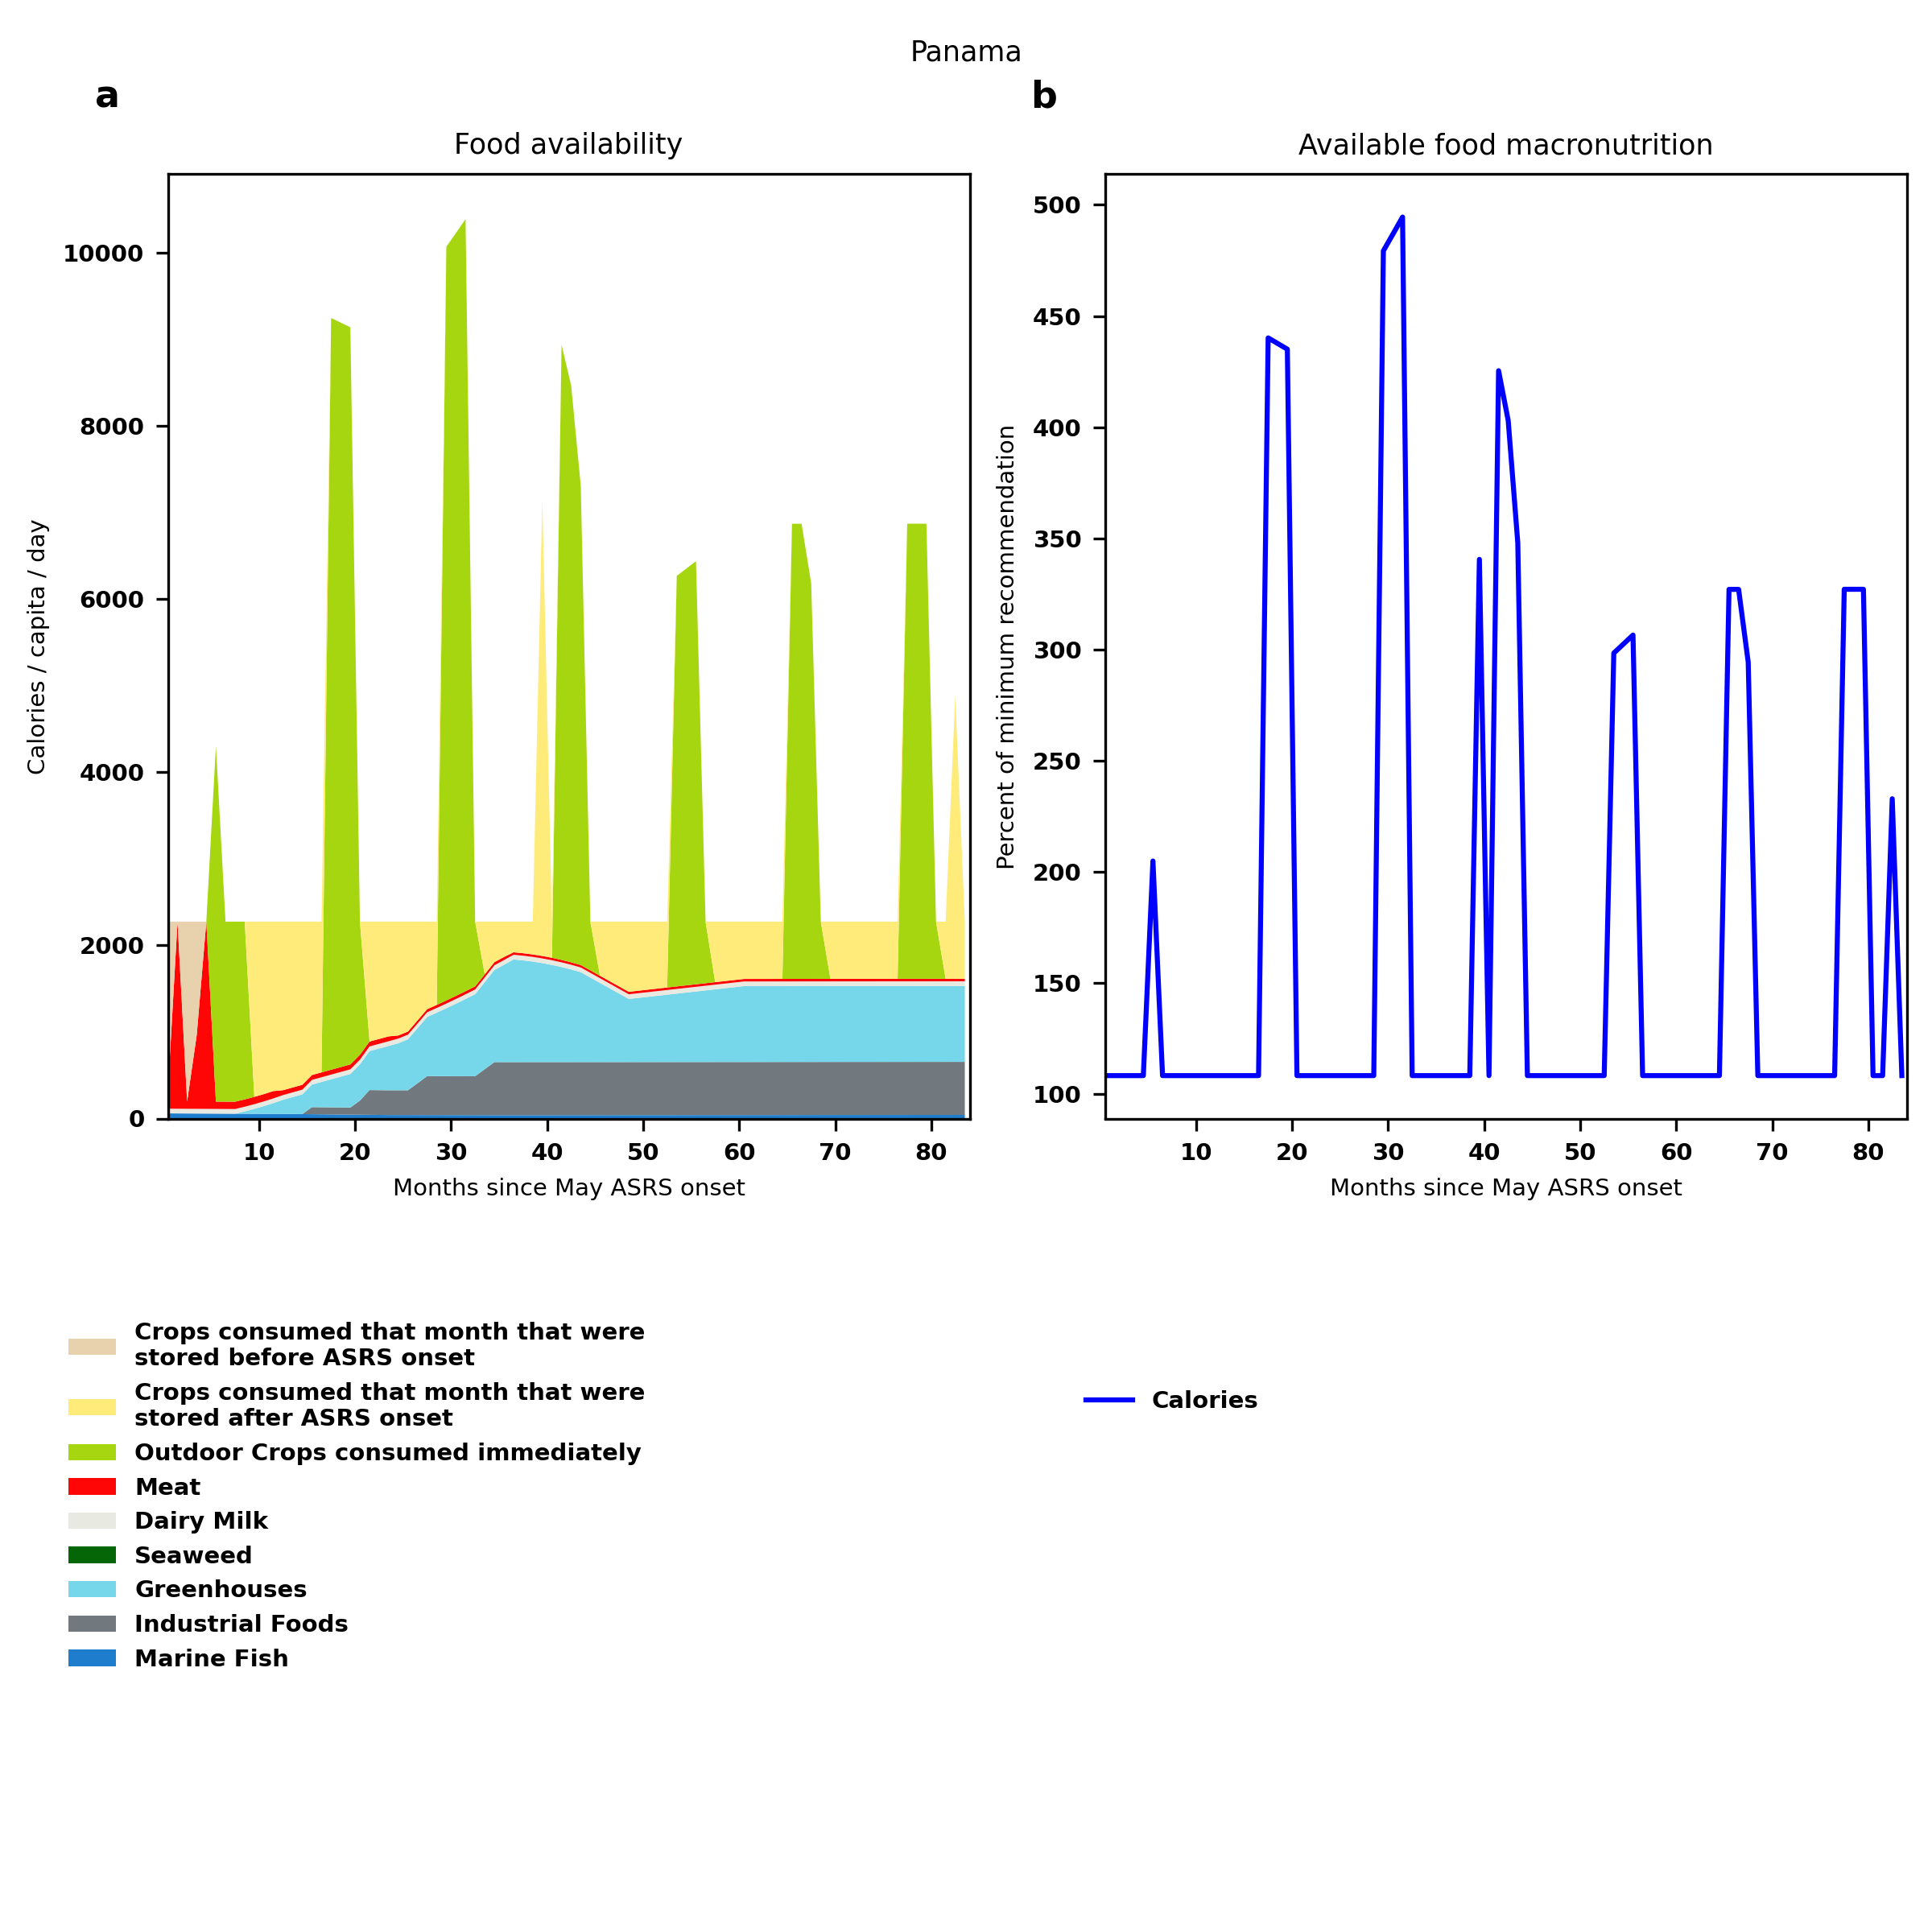 Panama
a
Food availability
10000
8000
6000
4000
2000
0
Calories / capita / day
10 20 30 40 50 60 70 80
Months since May ASRS onset
b
Available food macronutrition
500
450
400
350
300
250
200
150
100
Percent of minimum recommendation
10 20 30 40 50 60 70 80
Months since May ASRS onset
Crops consumed that month that were
stored before ASRS onset
Crops consumed that month that were
stored after ASRS onset
Outdoor Crops consumed immediately
Meat
Dairy Milk
Seaweed
Greenhouses
Industrial Foods
Marine Fish
Calories